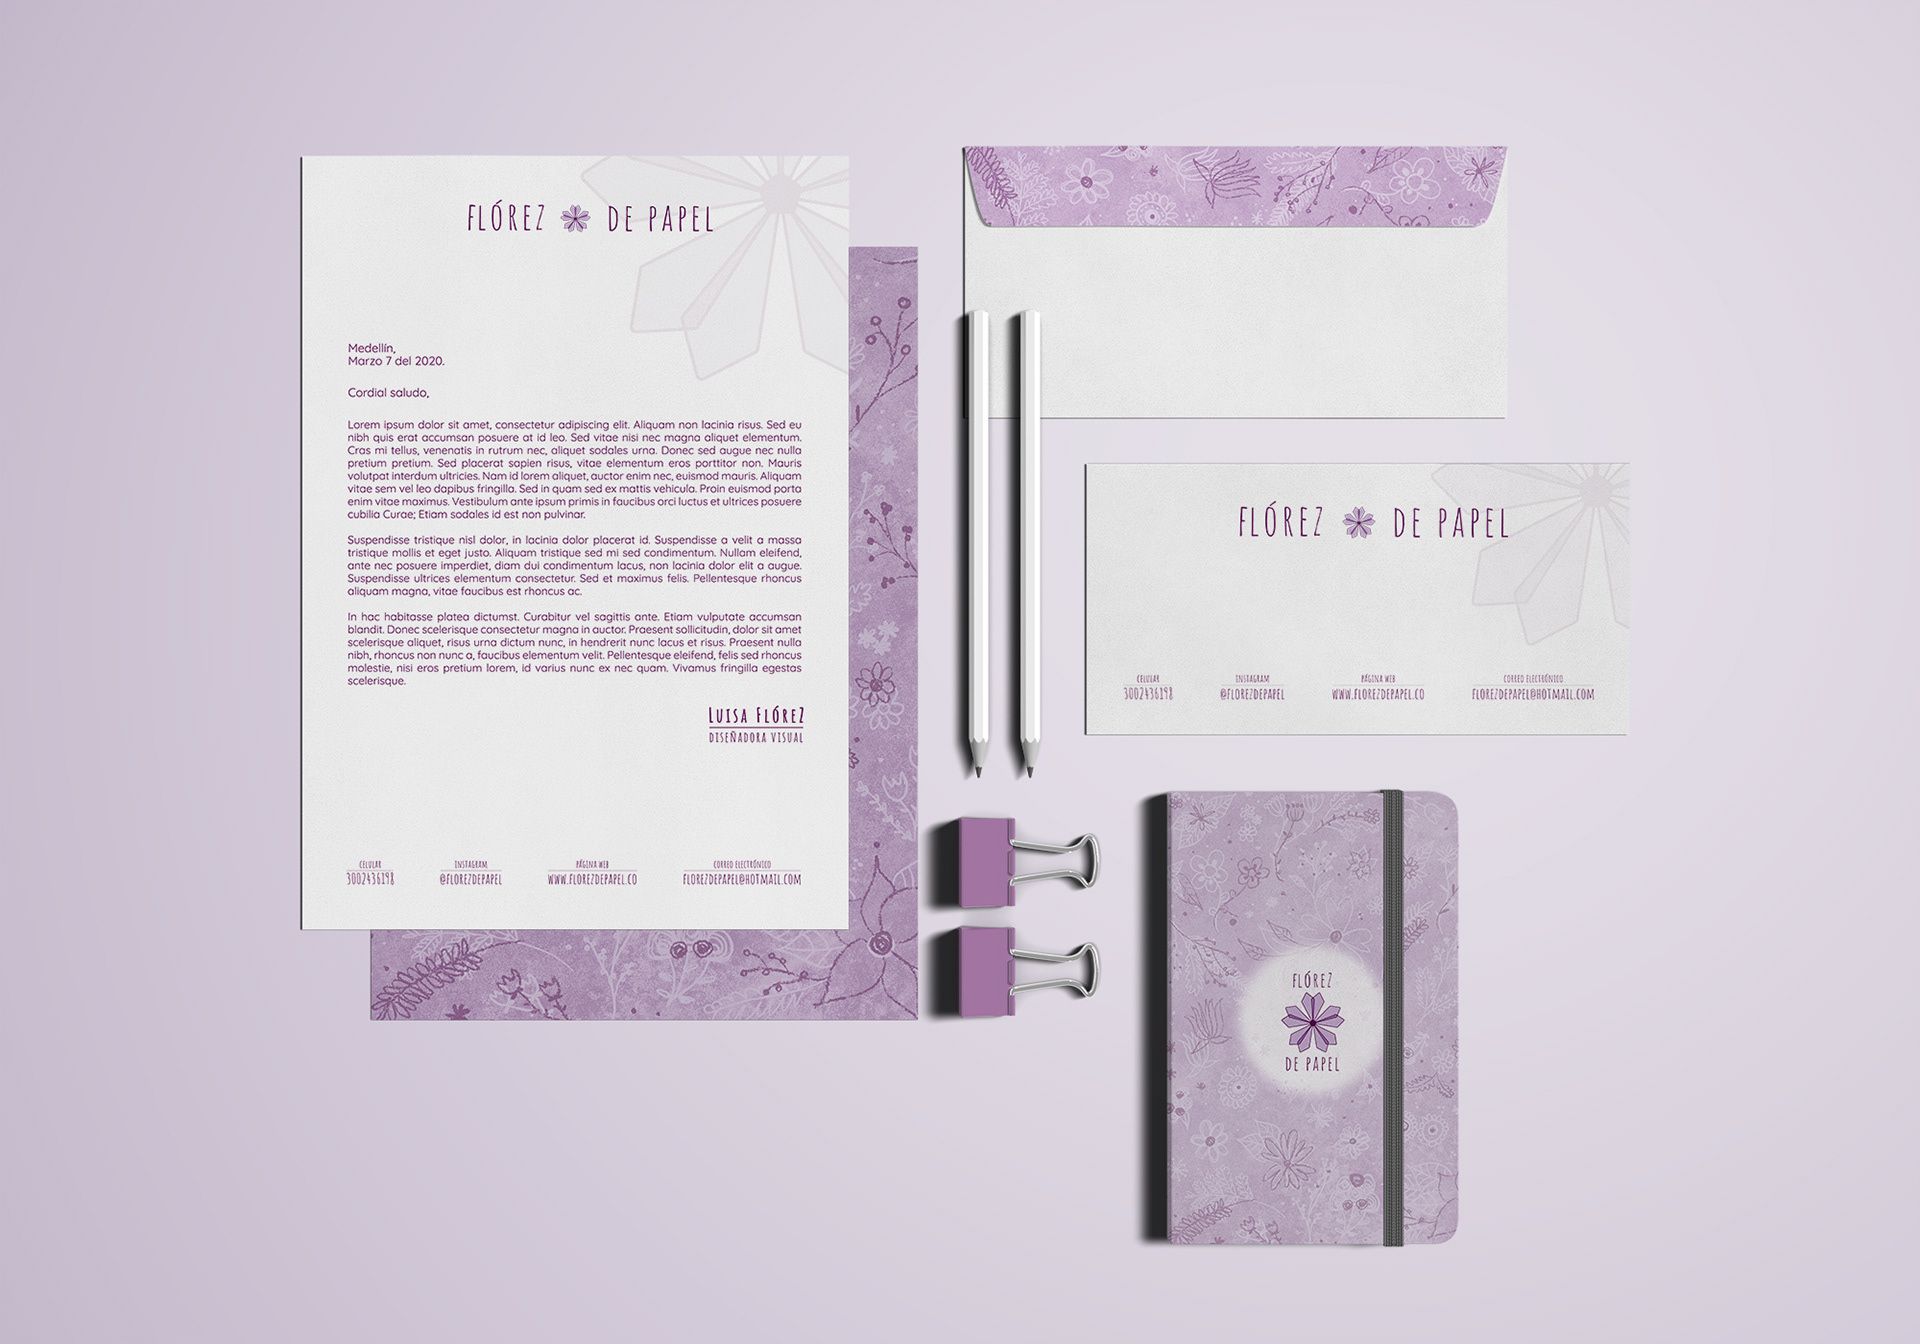 FLÓREZ DE PAPEL
Medellín,
Marzo 7 del 2020.
Cordial saludo,
Lorem ipsum dolor sit amet, consectetur adipiscing elit. Aliquam non lacinia risus. Sed eu
nibh quis erat accumsan posuere at id leo. Sed vitae nisi nec magna aliquet elementum.
Cras mi tellus, venenatis in rutrum nec, aliquet sodales urna. Donec sed augue nec nulla
pretium pretium. Sed placerat sapien risus, vitae elementum eros porttitor non. Mauris
volutpat interdum ultricies. Nam id lorem aliquet, auctor enim nec, euismod mauris. Aliquam
vitae sem vel leo dapibus fringilla. Sed in quam sed ex mattis vehicula. Proin euismod porta
enim vitae maximus. Vestibulum ante ipsum primis in faucibus orci luctus et ultrices posuere
cubilia Curae; Etiam sodales id est non pulvinar.
Suspendisse tristique nisl dolor, in lacinia dolor placerat id. Suspendisse a velit a massa
tristique mollis et eget justo. Aliquam tristique sed mi sed condimentum. Nullam eleifend,
ante nec posuere imperdiet, diam dui condimentum lacus, non lacinia dolor elit a augue.
Suspendisse ultrices elementum consectetur. Sed et maximus felis. Pellentesque rhoncus
aliquam magna, vitae faucibus est rhoncus ac.
In hac habitasse platea dictumst. Curabitur vel sagittis ante. Etiam vulputate accumsan
blandit. Donec scelerisque consectetur magna in auctor. Praesent sollicitudin, dolor sit amet
scelerisque aliquet, risus urna dictum nunc, in hendrerit nunc lacus et risus. Praesent nulla
nibh, rhoncus non nunc a, faucibus elementum velit. Pellentesque eleifend, felis sed rhoncus
molestie, nisi eros pretium lorem, id varius nunc ex nec quam. Vivamus fringilla egestas
scelerisque.
LUISA FLÓREZ
DISEÑADORA VISUAL
CELULAR INSTAGRAM PÁGINA WEB CORREO ELECTRÓNICO
3002436198 @FLOREZDEPAPEL WWW.FLOREZDEPAPEL.CO FLOREZDEPAPEL@HOTMAIL.COM
FLÓREZ DE PAPEL
CELULAR INSTAGRAM PÁGINA WEB CORREO ELECTRÓNICO
3002436198 @FLOREZDEPAPEL WWW.FLOREZDEPAPEL.CO FLOREZDEPAPEL@HOTMAIL.COM
FLÓREZ
DE PAPEL